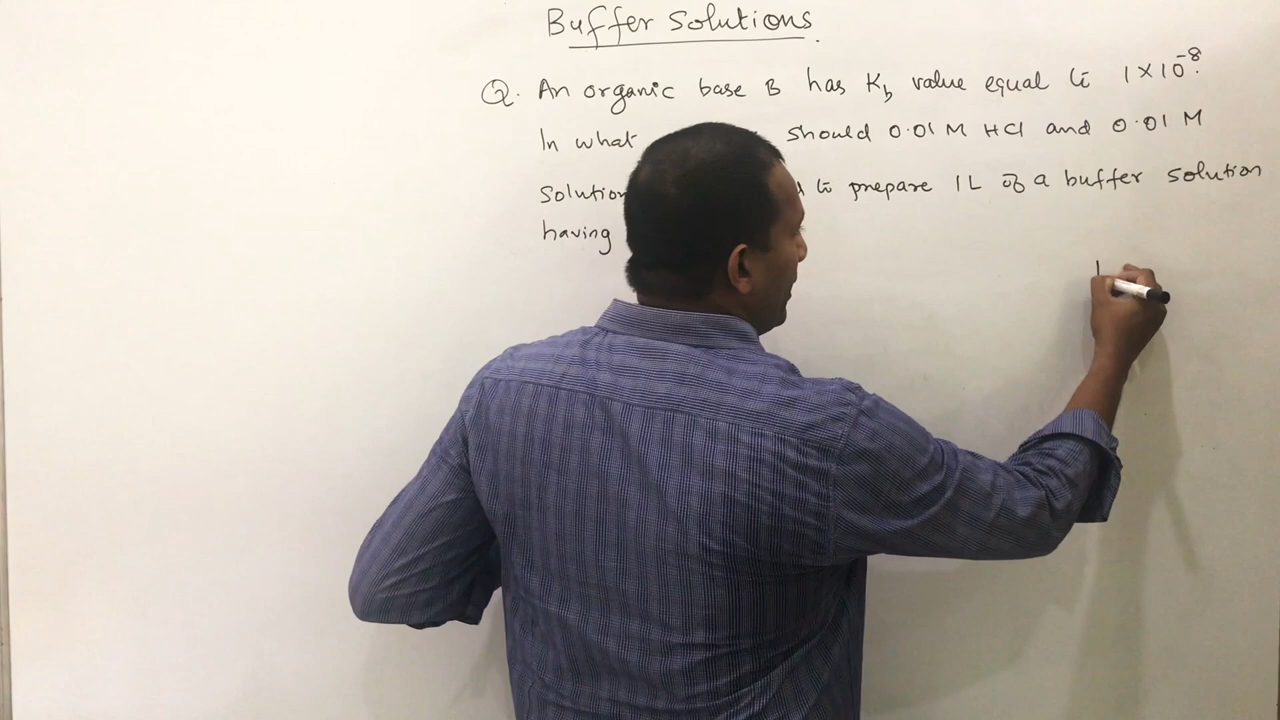 Buffer Solutions
Q. An organic base B has Kb value equal to 1×10⁻⁸.
In what should 0.01 M HCl and 0.01 M
to prepare 1L of a buffer solution
having